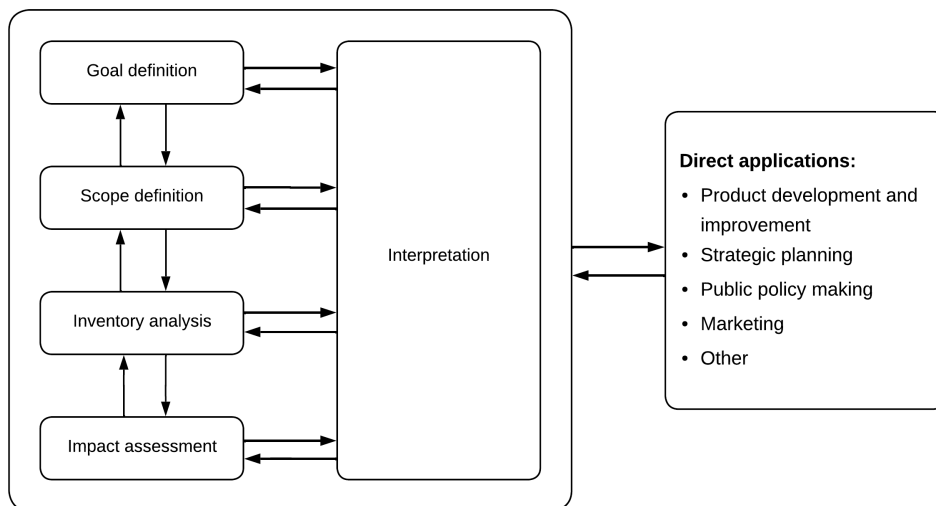 Goal definition
Scope definition
Inventory analysis
Impact assessment
Interpretation
Direct applications:
• Product development and
improvement
• Strategic planning
• Public policy making
• Marketing
• Other